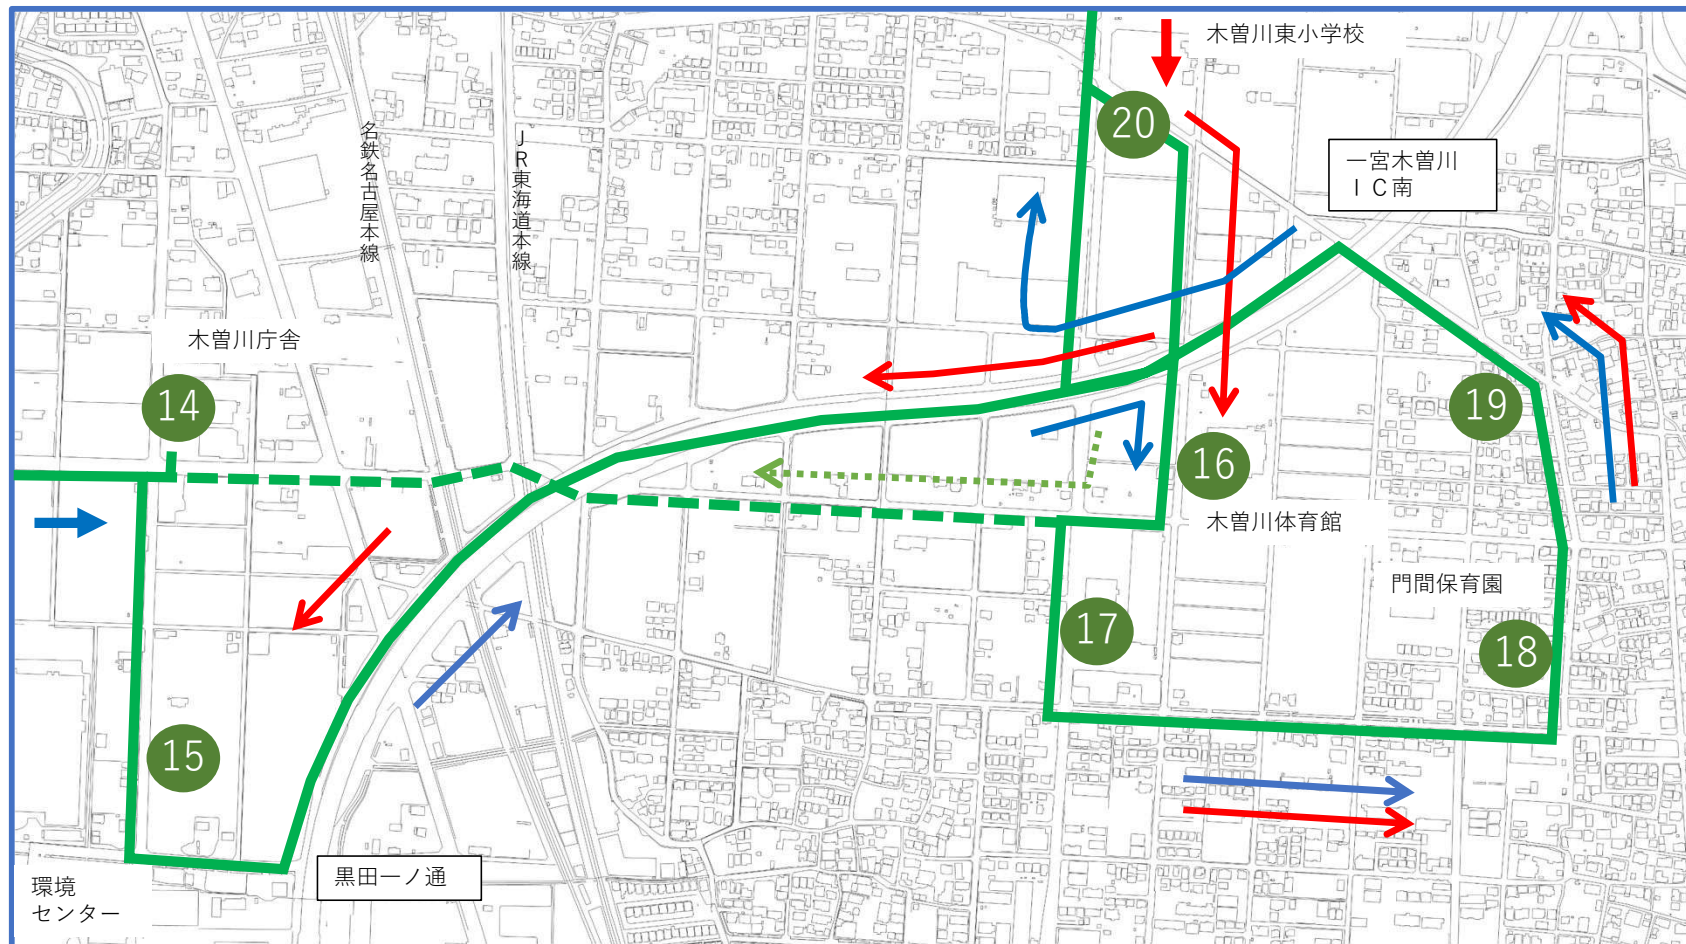 木曽川東小学校
20
一宮木曽川
ＩＣ南
名鉄名古屋本線
ＪＲ東海道本線
木曽川庁舎
14
19
16
木曽川体育館
門間保育園
17
18
15
黒田一ノ通
環境
センター